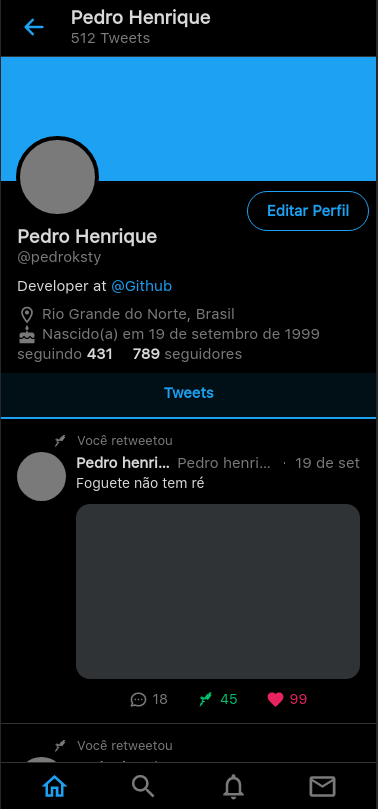 Pedro Henrique
512 Tweets
Editar Perfil
Pedro Henrique
@pedroksty
Developer at @Github
Rio Grande do Norte, Brasil
Nascido(a) em 19 de setembro de 1999
seguindo 431 789 seguidores
Tweets
Você retweetou
Pedro henri... Pedro henri... · 19 de set
Foguete não tem ré
18 45 99
Você retweetou